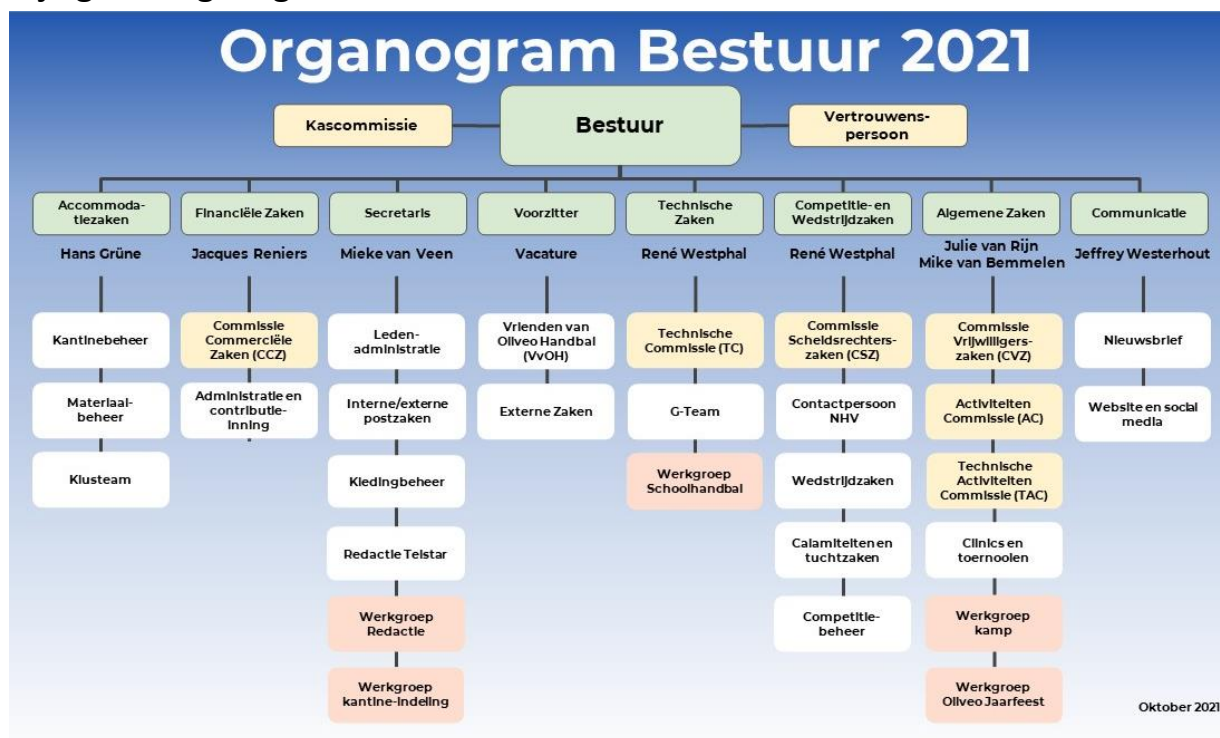 Organogram Bestuur 2021
Kascommissie
Bestuur
Vertrouwens-
persoon
Accommoda-
tiezaken
Financiële Zaken
Secretaris
Voorzitter
Technische
Zaken
Competitie- en
Wedstrijdzaken
Algemene Zaken
Communicatie
Hans Grüne
Jacques Reniers
Mieke van Veen
Vacature
René Westphal
René Westphal
Julie van Rijn
Mike van Bemmelen
Jeffrey Westerhout
Kantinebeheer
Materiaal-
beheer
Klusteam
Commissie
Commerciële
Zaken (CCZ)
Administratie en
contributie-
inning
Leden-
administratie
Interne/externe
postzaken
Kledingbeheer
Redactie Telstar
Werkgroep
Redactie
Werkgroep
kantine-indeling
Vrienden van
Oliveo Handbal
(VvOH)
Externe Zaken
Technische
Commissie (TC)
G-Team
Werkgroep
Schoolhandbal
Commissie
Scheidsrechters-
zaken (CSZ)
Contactpersoon
NHV
Wedstrijdzaken
Calamiteiten en
tuchtzaken
Competitie-
beheer
Commissie
Vrijwilligers-
zaken (CVZ)
Activiteiten
Commissie (AC)
Technische
Activiteiten
Commissie (TAC)
Clinics en
toernooien
Werkgroep
kamp
Werkgroep
Oliveo Jaarfeest
Nieuwsbrief
Website en social
media
Oktober 2021